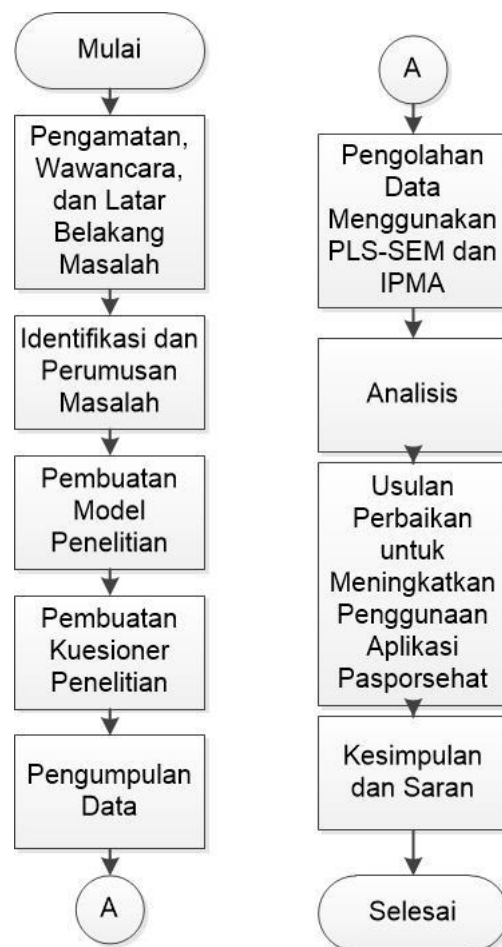 Mulai
Pengamatan,
Wawancara,
dan Latar
Belakang
Masalah
Identifikasi dan
Perumusan
Masalah
Pembuatan
Model
Penelitian
Pembuatan
Kuesioner
Penelitian
Pengumpulan
Data
A
A
Pengolahan
Data
Menggunakan
PLS-SEM dan
IPMA
Analisis
Usulan
Perbaikan
untuk
Meningkatkan
Penggunaan
Aplikasi
Pasporsehat
Kesimpulan
dan Saran
Selesai